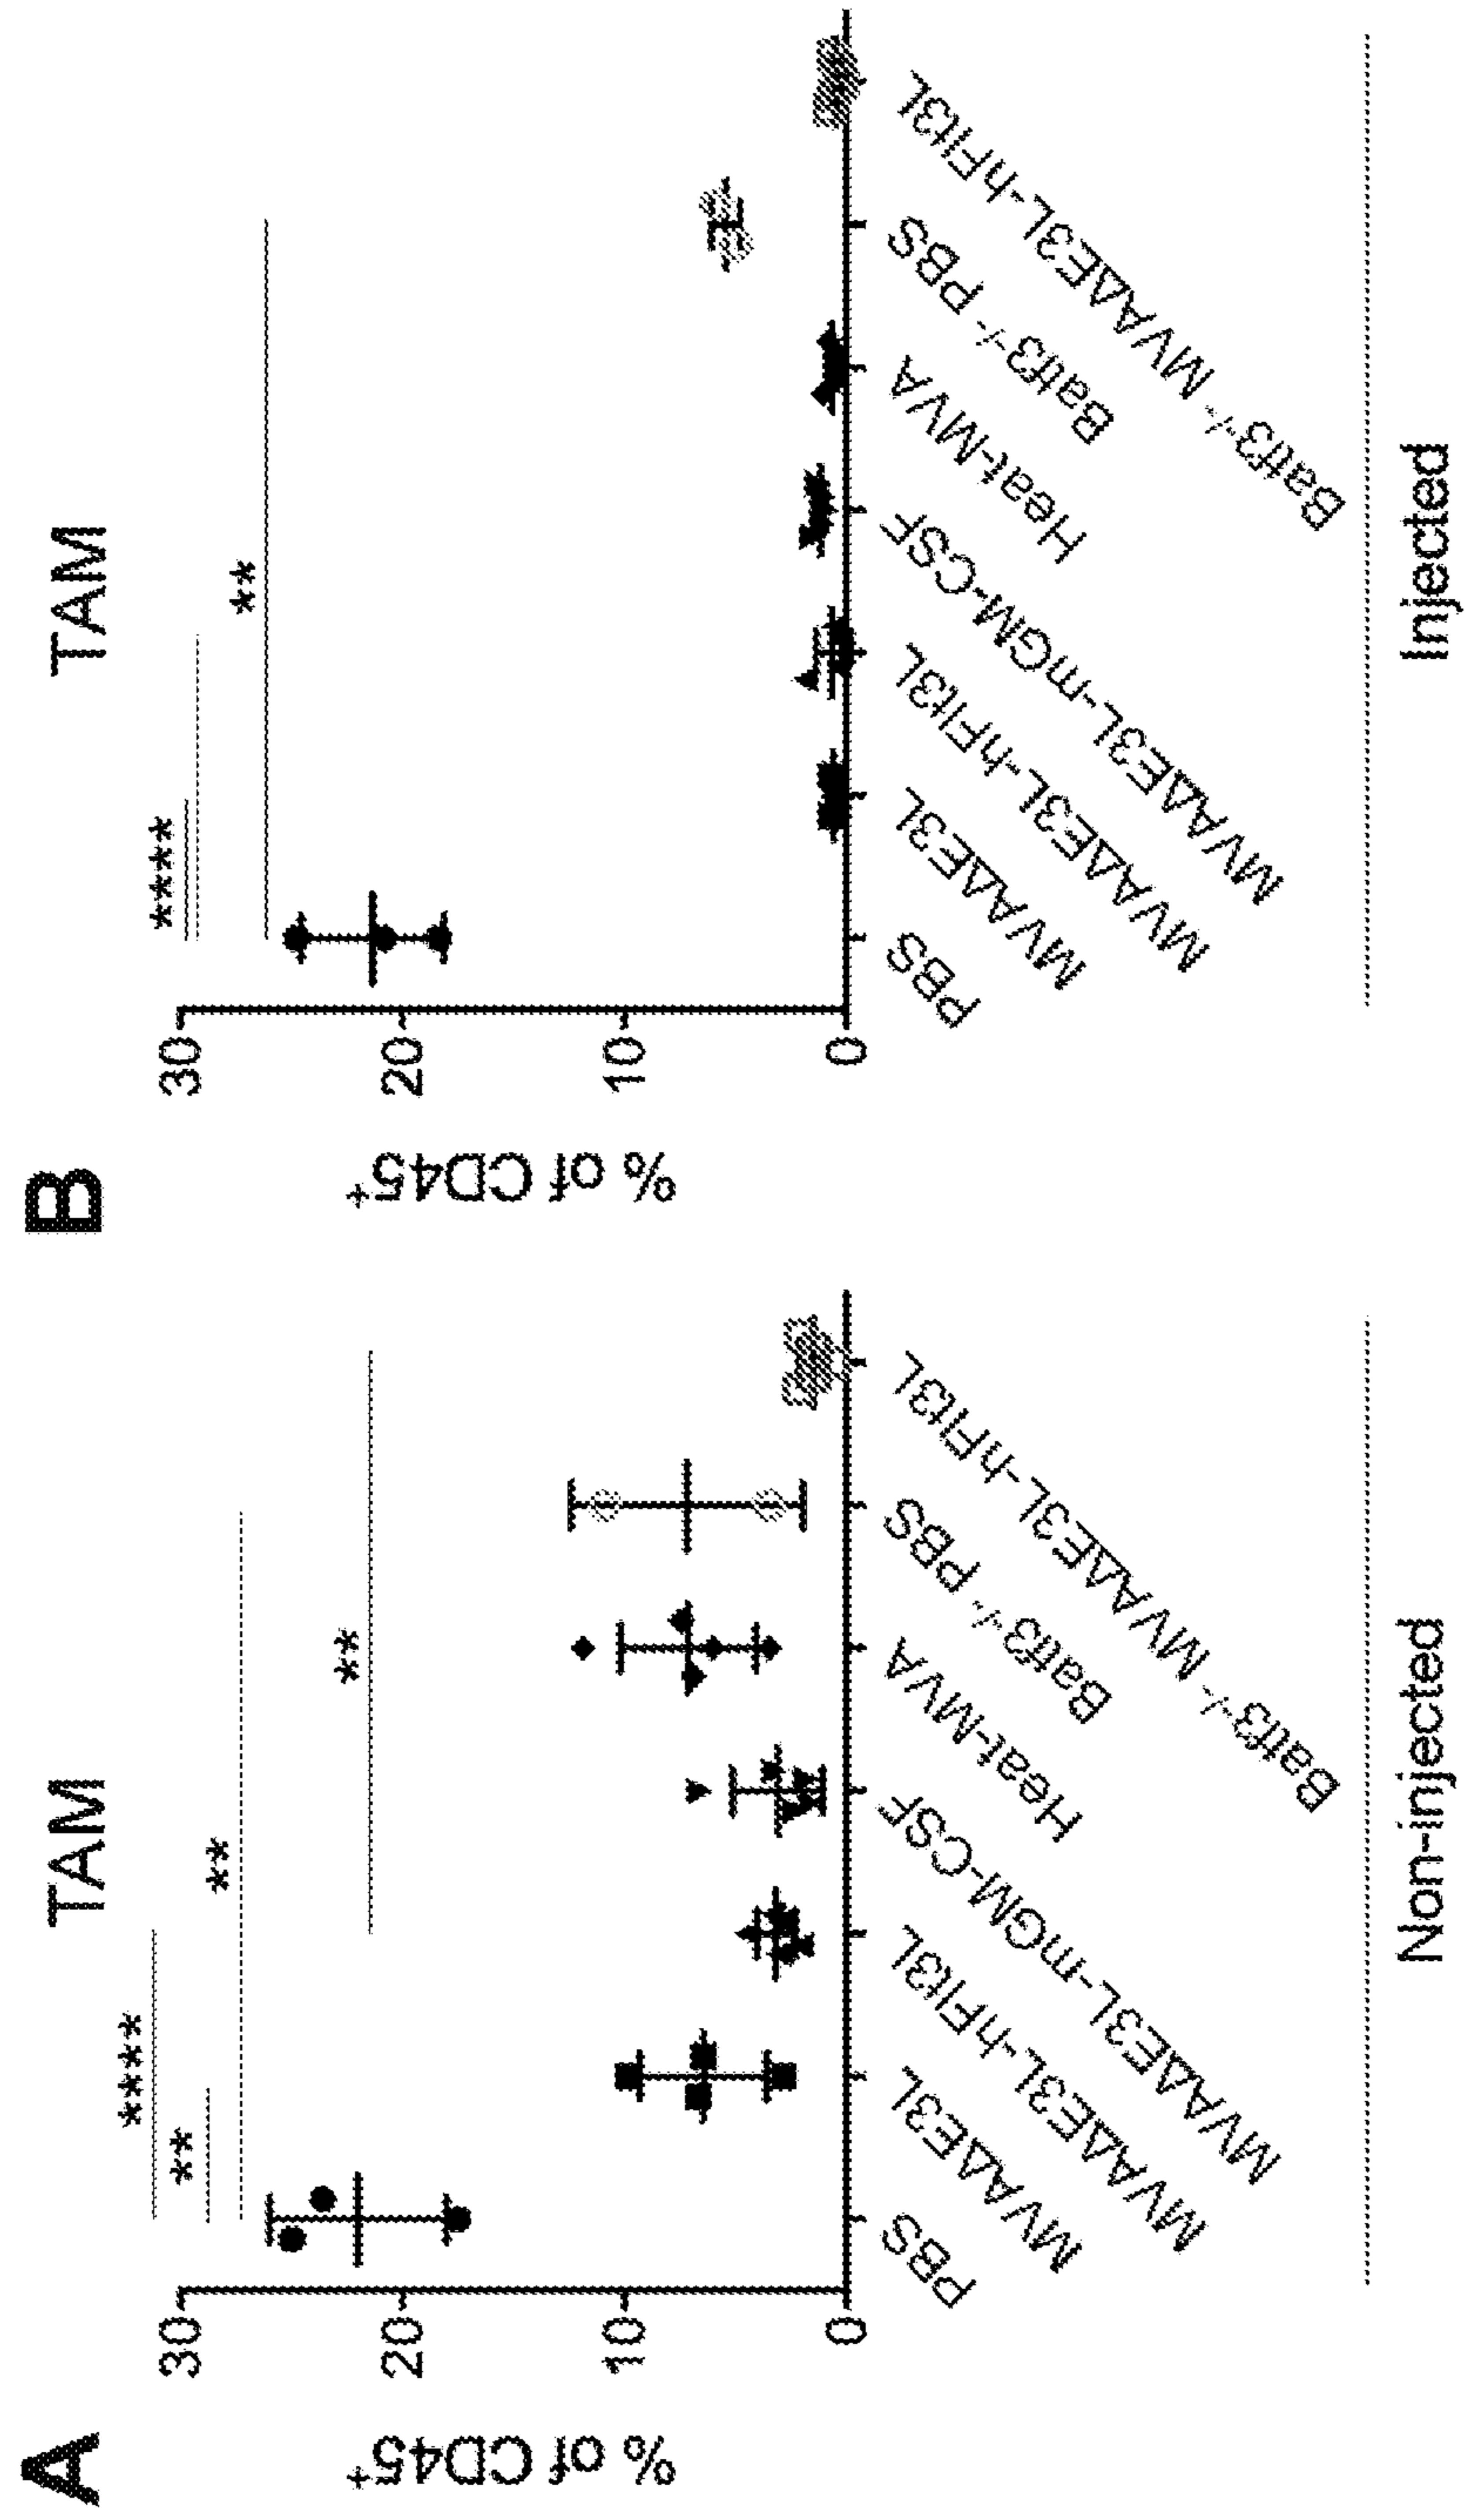 A
TAM
****
**
**
**
% of CD45⁺
30
20
10
0
PBS
MVAΔE3L
MVAΔE3L-hFlt3L
MVAΔE3L-mGM-CSF
Heat-MVA
Batf3⁻/⁻ PBS
Batf3⁻/⁻ MVAΔE3L-hFlt3L
Non-injected
B
TAM
****
**
% of CD45⁺
30
20
10
0
PBS
MVAΔE3L
MVAΔE3L-hFlt3L
MVAΔE3L-mGM-CSF
Heat-MVA
Batf3⁻/⁻ PBS
Batf3⁻/⁻ MVAΔE3L-hFlt3L
Injected